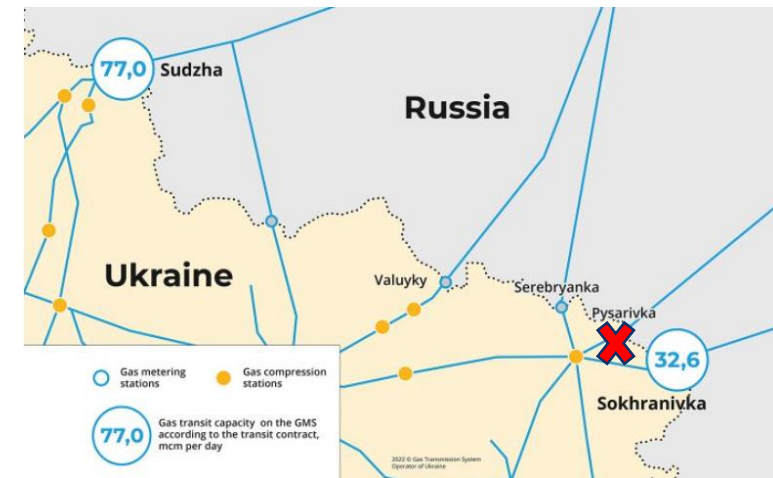 77,0 Sudzha
Russia
Ukraine
Valuyky
Serebryanka
Pysarivka
32,6
Sokhranivka
Gas metering
stations
Gas compression
stations
77,0
Gas transit capacity on the GMS
according to the transit contract,
mcm per day
2022 © Gas Transmission System
Operator of Ukraine